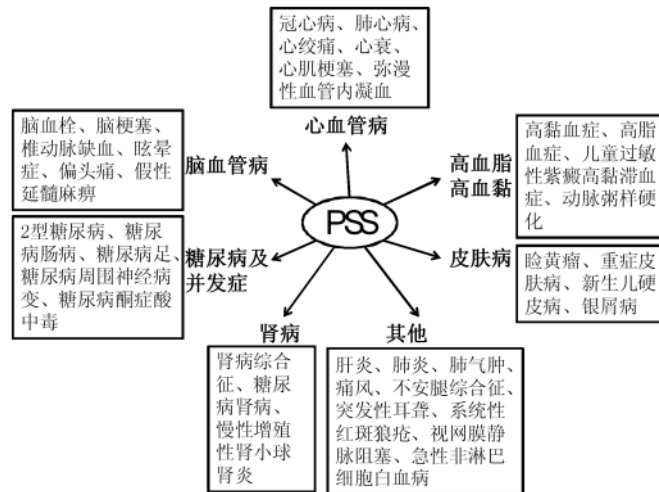 冠心病、肺心病、
心绞痛、心衰、
心肌梗塞、弥漫
性血管内凝血
心血管病
脑血栓、脑梗塞、
椎动脉缺血、眩晕
症、偏头痛、假性
延髓麻痹
脑血管病
高血脂
高血黏
高黏血症、高脂
血症、儿童过敏
性紫癜高黏滞血
症、动脉粥样硬
化
PSS
2型糖尿病、糖尿
病肠病、糖尿病足、
糖尿病周围神经病
变、糖尿病酮症酸
中毒
糖尿病及
并发症
皮肤病
睑黄瘤、重症皮
肤病、新生儿硬
皮病、银屑病
肾病
肾病综合
征、糖尿
病肾病、
慢性增殖
性肾小球
肾炎
其他
肝炎、肺炎、肺气肿、
痛风、不安腿综合征、
突发性耳聋、系统性
红斑狼疮、视网膜静
脉阻塞、急性非淋巴
细胞白血病